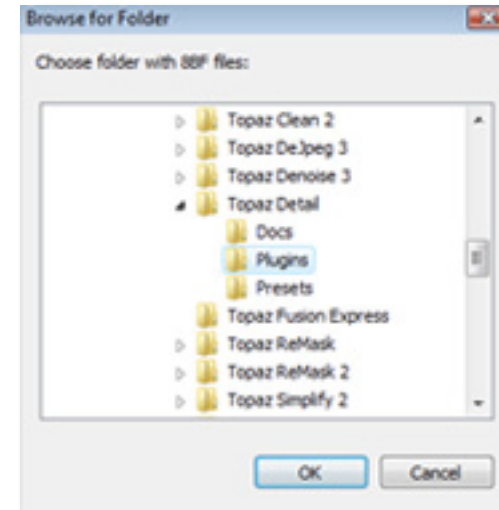 Browse for Folder
Choose folder with 8BF files:
Topaz Clean 2
Topaz DeJpeg 3
Topaz Denoise 3
Topaz Detail
Docs
Plugins
Presets
Topaz Fusion Express
Topaz ReMask
Topaz ReMask 2
Topaz Simplify 2
OK Cancel